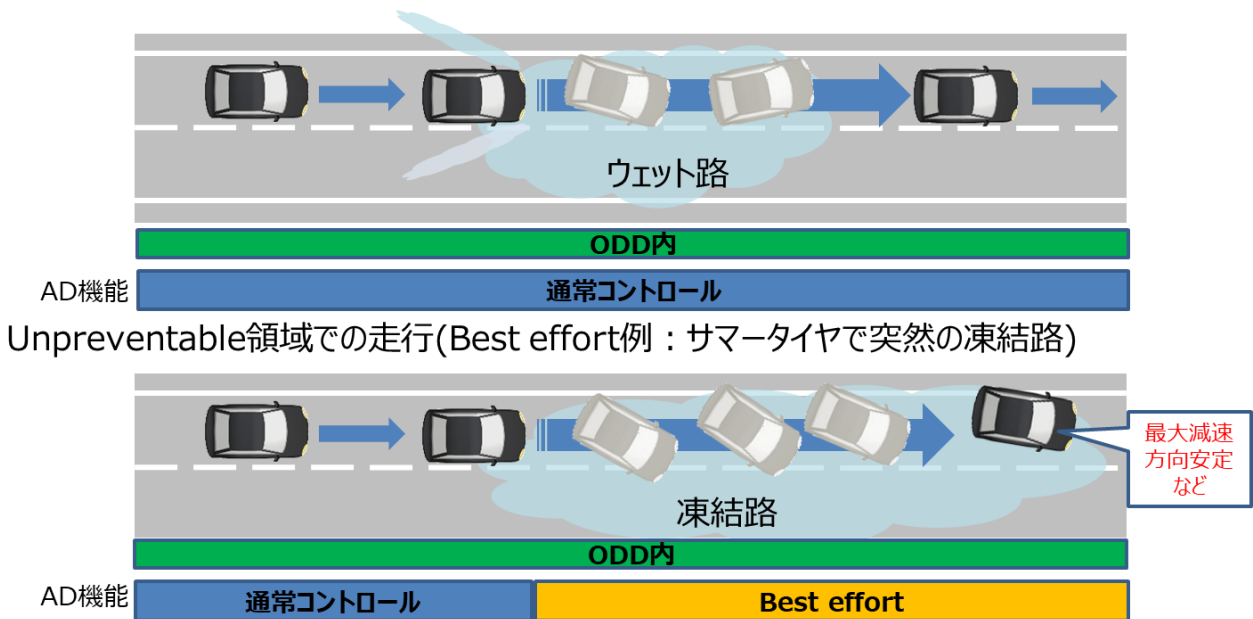 ウェット路
ODD内
AD機能 通常コントロール
Unpreventable領域での走行(Best effort例：サマータイヤで突然の凍結路)
最大減速
方向安定
など
凍結路
ODD内
AD機能 通常コントロール Best effort